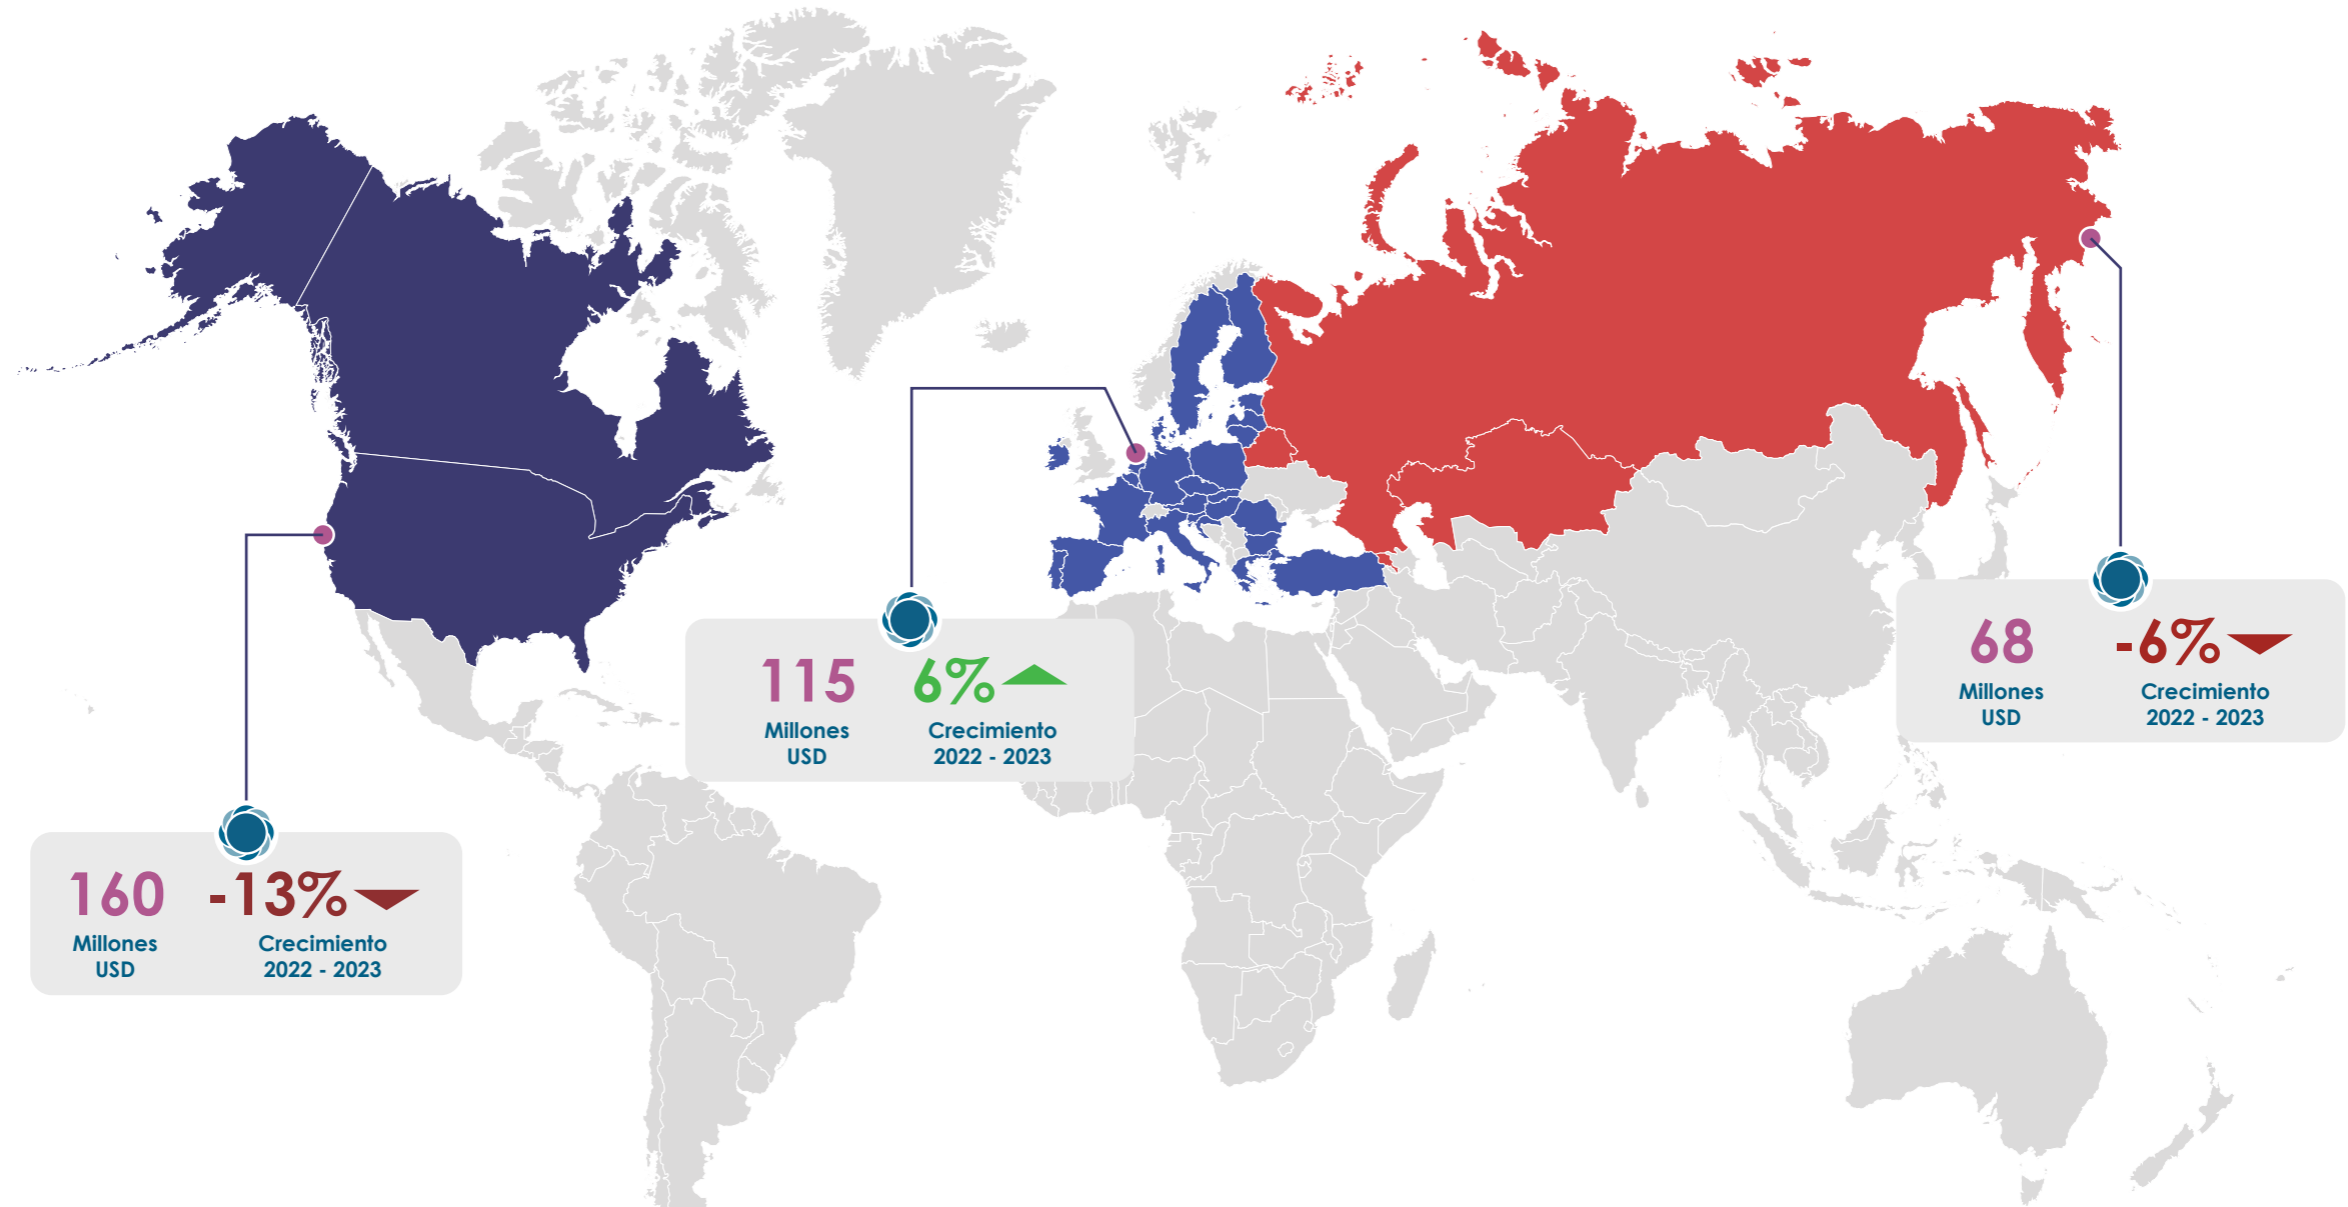 115
6%
Millones
USD
Crecimiento
2022 - 2023
68
-6%
Millones
USD
Crecimiento
2022 - 2023
160
-13%
Millones
USD
Crecimiento
2022 - 2023